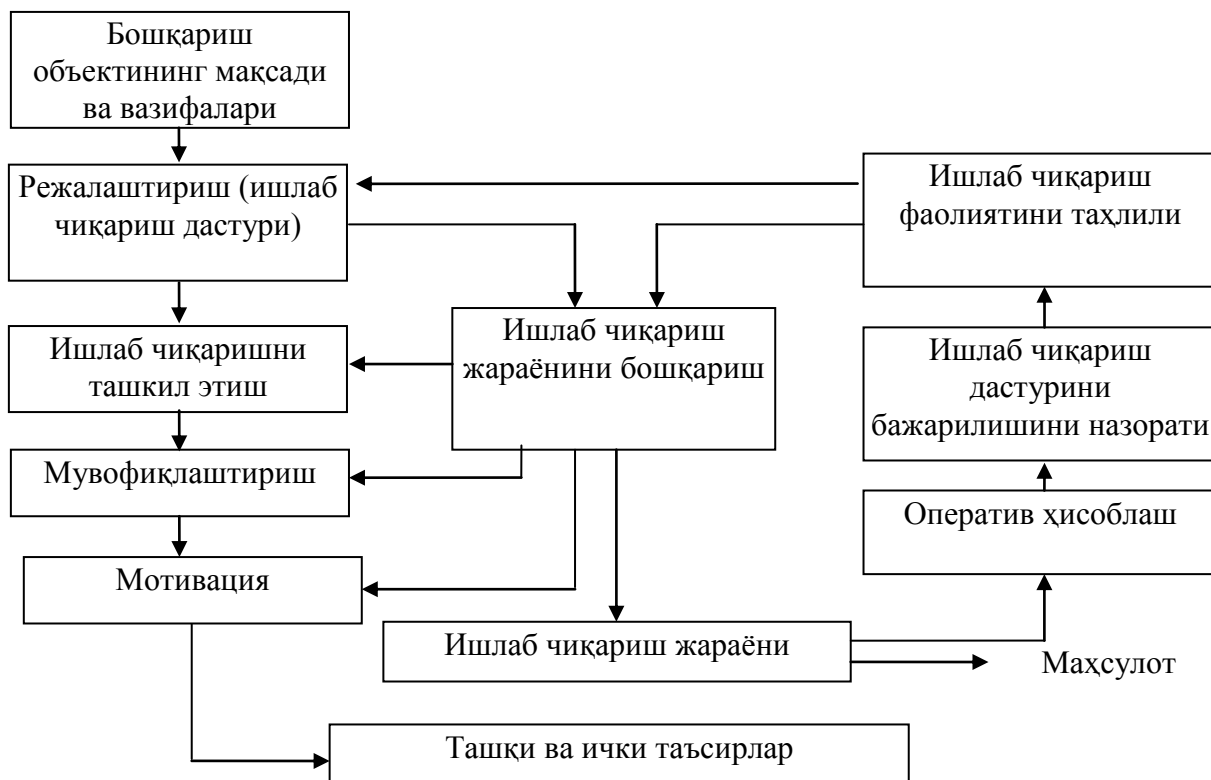 Бошқариш
объектининг мақсади
ва вазифалари
Режалаштириш (ишлаб
чиқариш дастури)
Ишлаб чиқариш
фаолиятини таҳлили
Ишлаб чиқаришни
ташкил этиш
Ишлаб чиқариш
жараёнини бошқариш
Ишлаб чиқариш
дастурини
бажарилишини назорати
Мувофиқлаштириш
Оператив ҳисоблаш
Мотивация
Ишлаб чиқариш жараёни
Маҳсулот
Ташқи ва ички таъсирлар